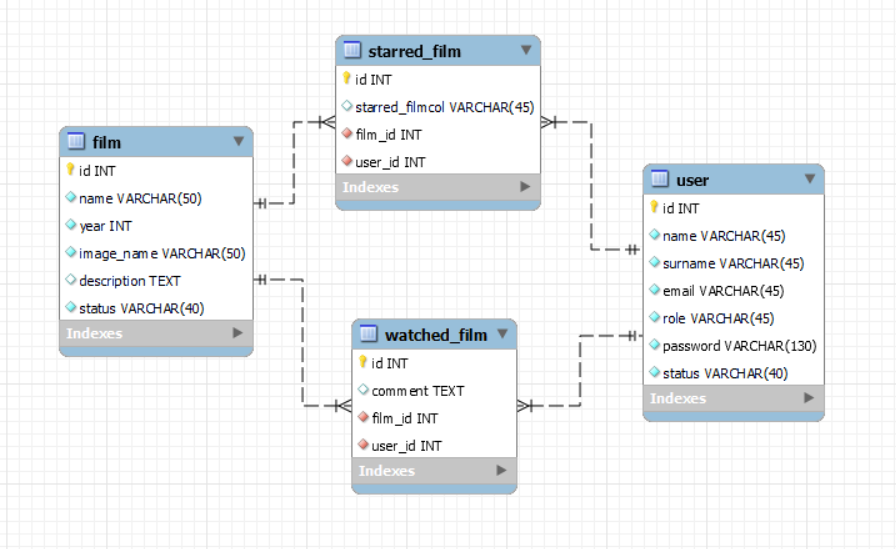 starred_film
id INT
starred_filmcol VARCHAR(45)
film_id INT
user_id INT
Indexes
film
id INT
name VARCHAR(50)
year INT
image_name VARCHAR(50)
description TEXT
status VARCHAR(40)
Indexes
user
id INT
name VARCHAR(45)
surname VARCHAR(45)
email VARCHAR(45)
role VARCHAR(45)
password VARCHAR(130)
status VARCHAR(40)
Indexes
watched_film
id INT
comment TEXT
film_id INT
user_id INT
Indexes